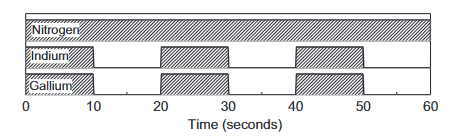 Nitrogen
Indium
Gallium
0 10 20 30 40 50 60
Time (seconds)